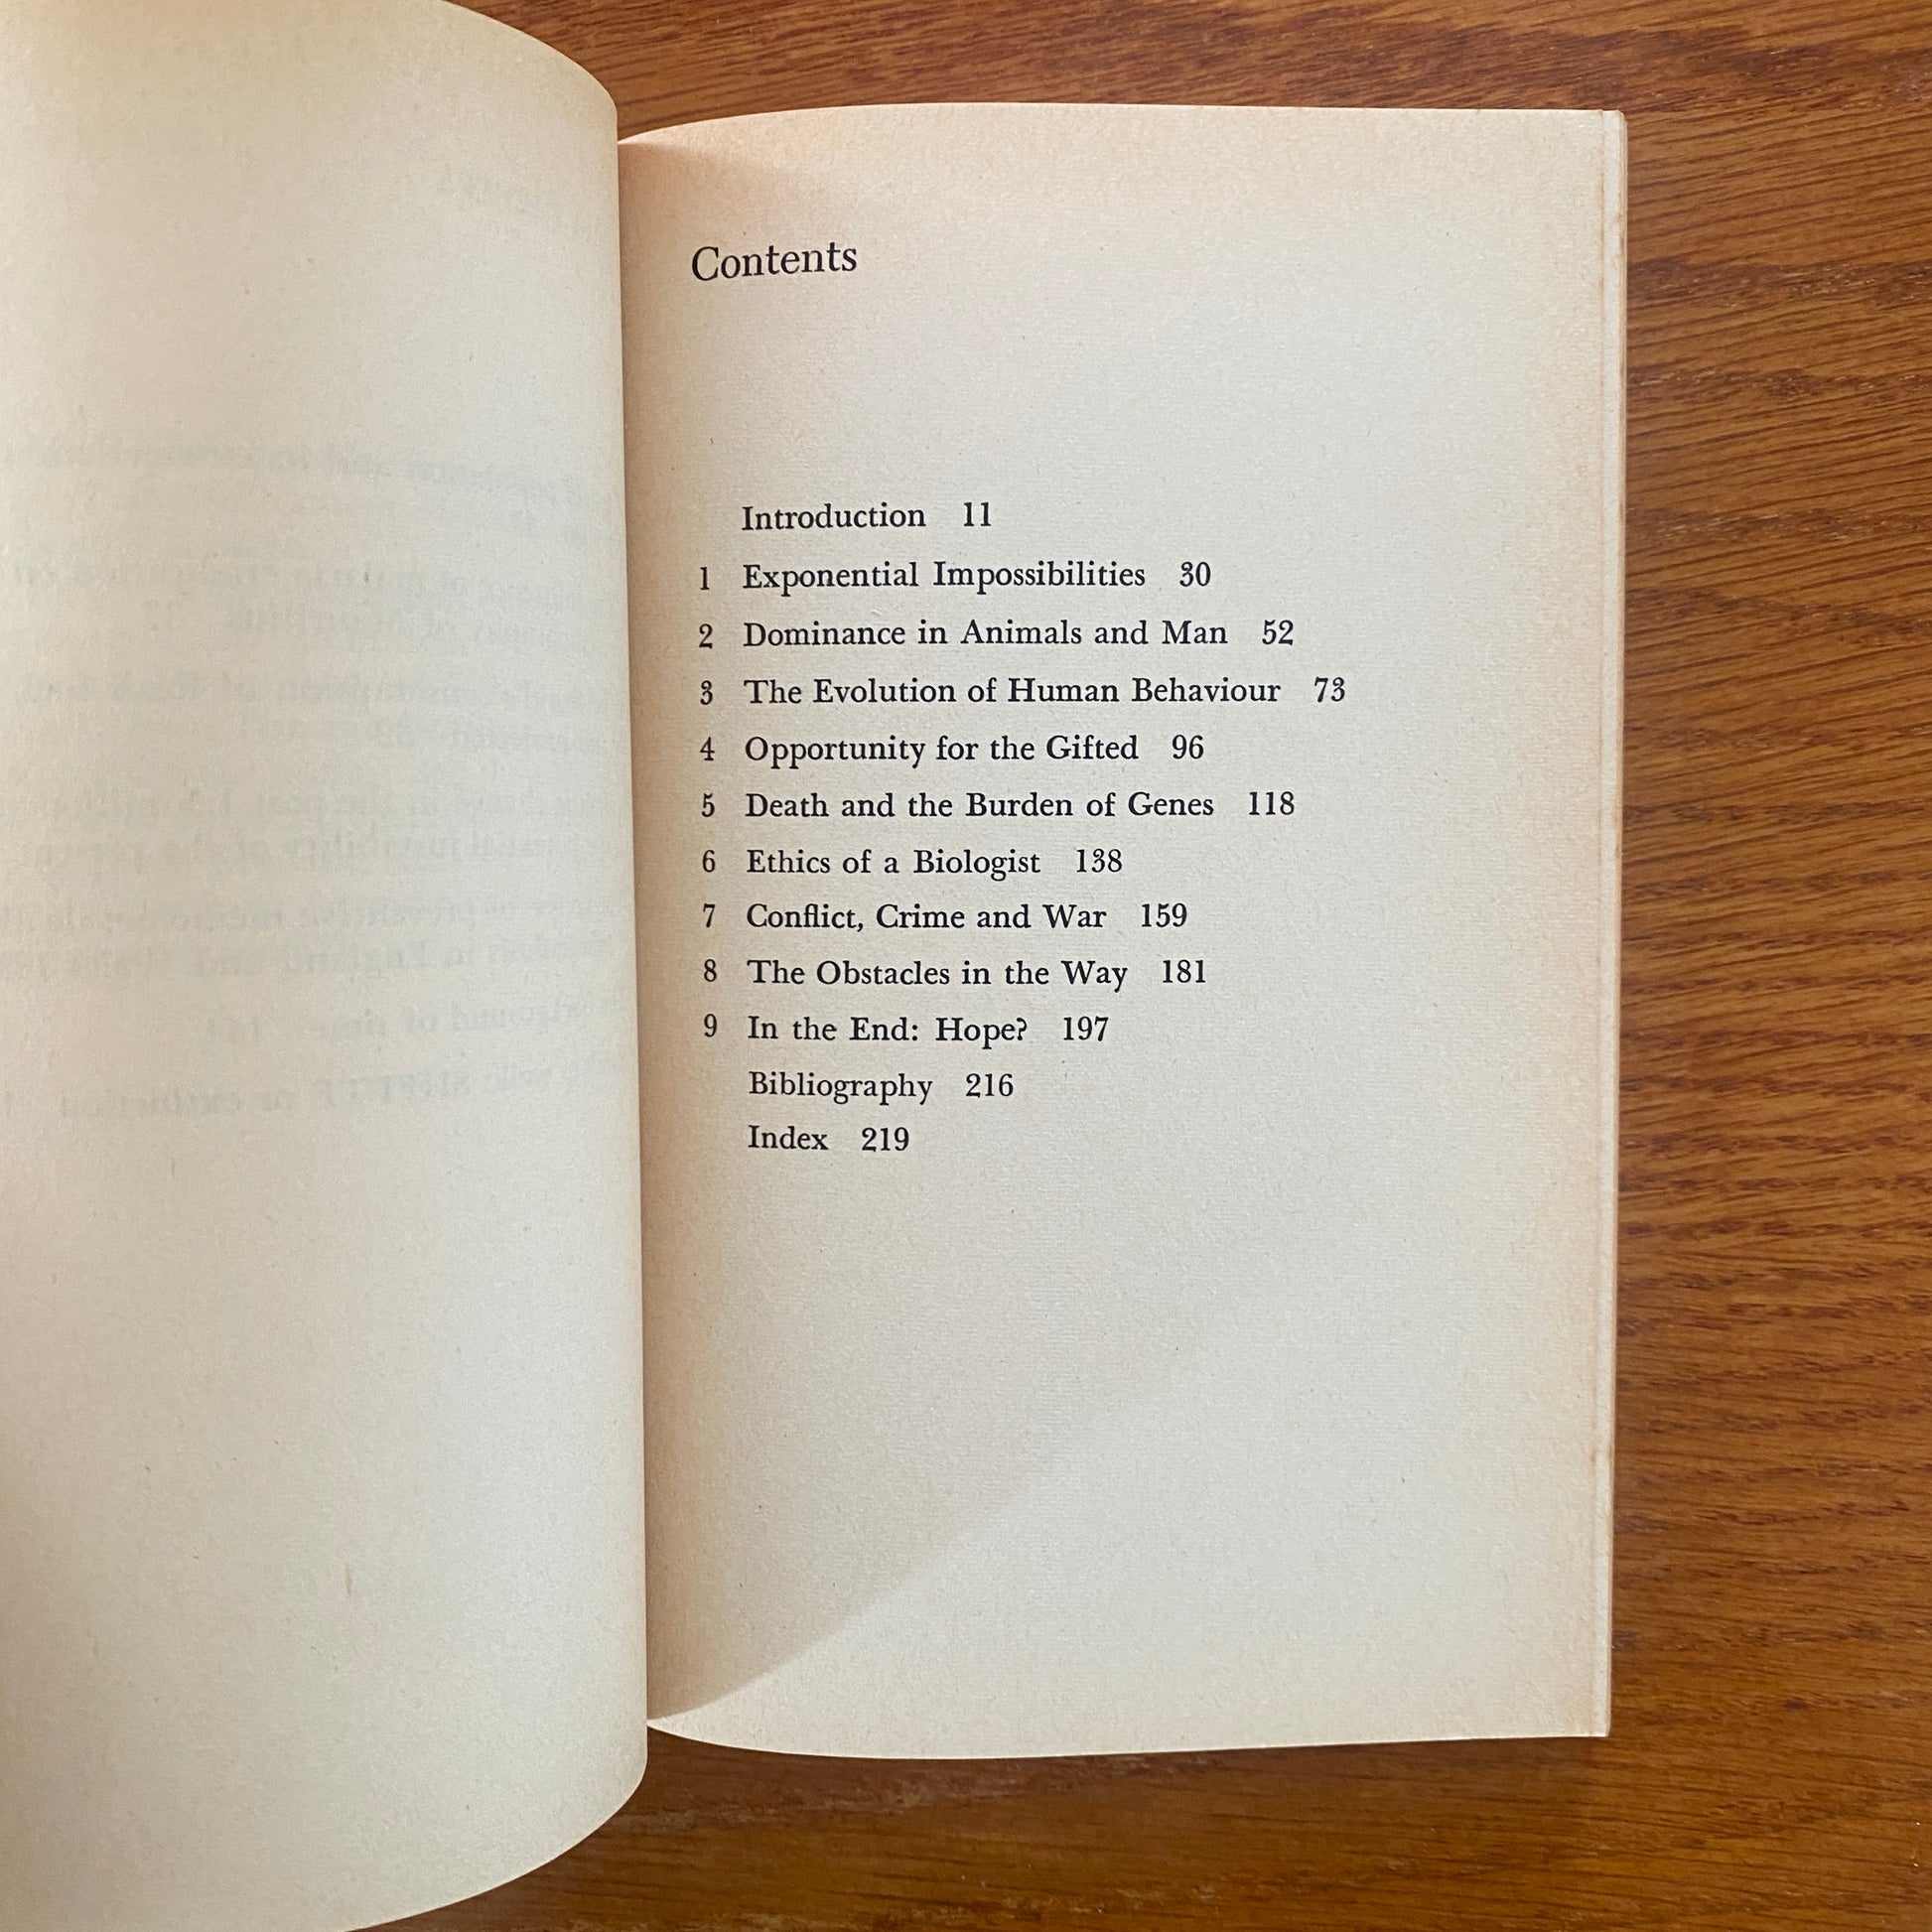 Contents
Introduction 11
1 Exponential Impossibilities 30
2 Dominance in Animals and Man 52
3 The Evolution of Human Behaviour 73
4 Opportunity for the Gifted 96
5 Death and the Burden of Genes 118
6 Ethics of a Biologist 138
7 Conflict, Crime and War 159
8 The Obstacles in the Way 181
9 In the End: Hope? 197
Bibliography 216
Index 219